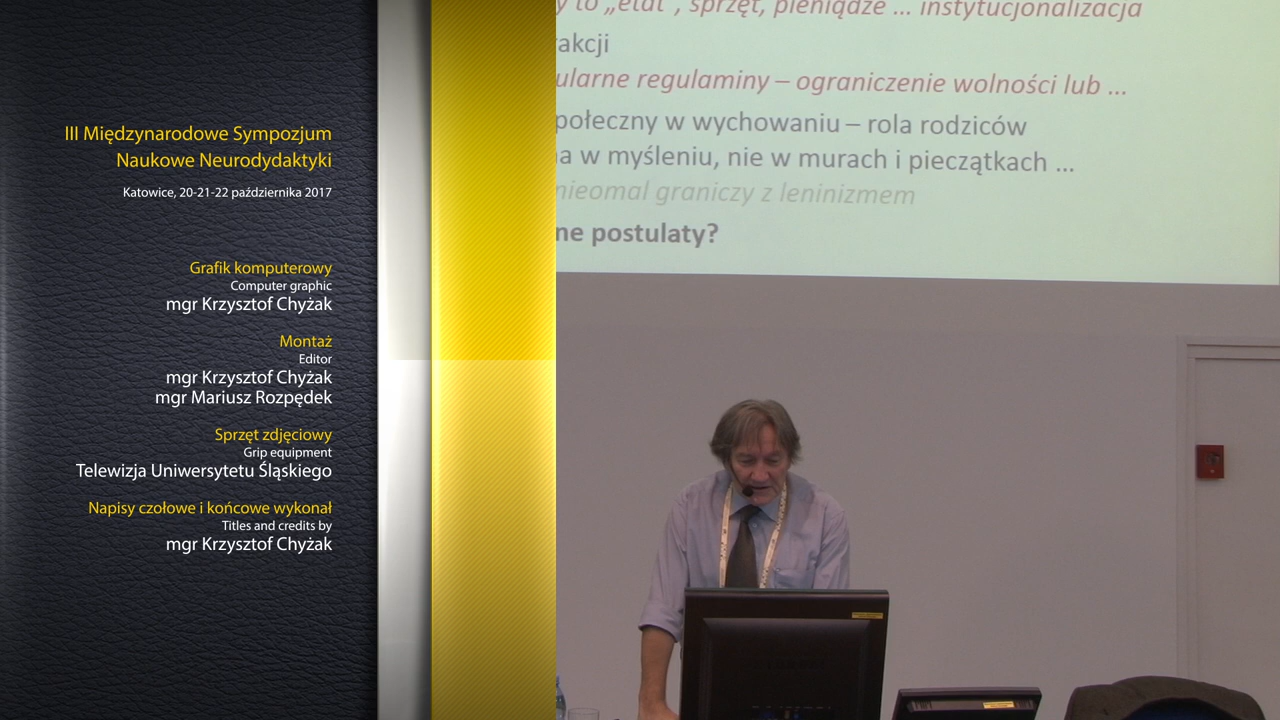 III Międzynarodowe Sympozjum
Naukowe Neurodydaktyki
Katowice, 20-21-22 października 2017
Grafik komputerowy
Computer graphic
mgr Krzysztof Chyżak
Montaż
Editor
mgr Krzysztof Chyżak
mgr Mariusz Rozpędek
Sprzęt zdjęciowy
Grip equipment
Telewizja Uniwersytetu Śląskiego
Napisy czołowe i końcowe wykonał
Titles and credits by
mgr Krzysztof Chyżak
y to „etat”, sprzęt, pieniądze ... instytucjonalizacja
akcji
ularne regulaminy – ograniczenie wolności lub ...
połeczny w wychowaniu – rola rodziców
a w myśleniu, nie w murach i pieczątkach ...
nieomal graniczy z leninizmem
ne postulaty?